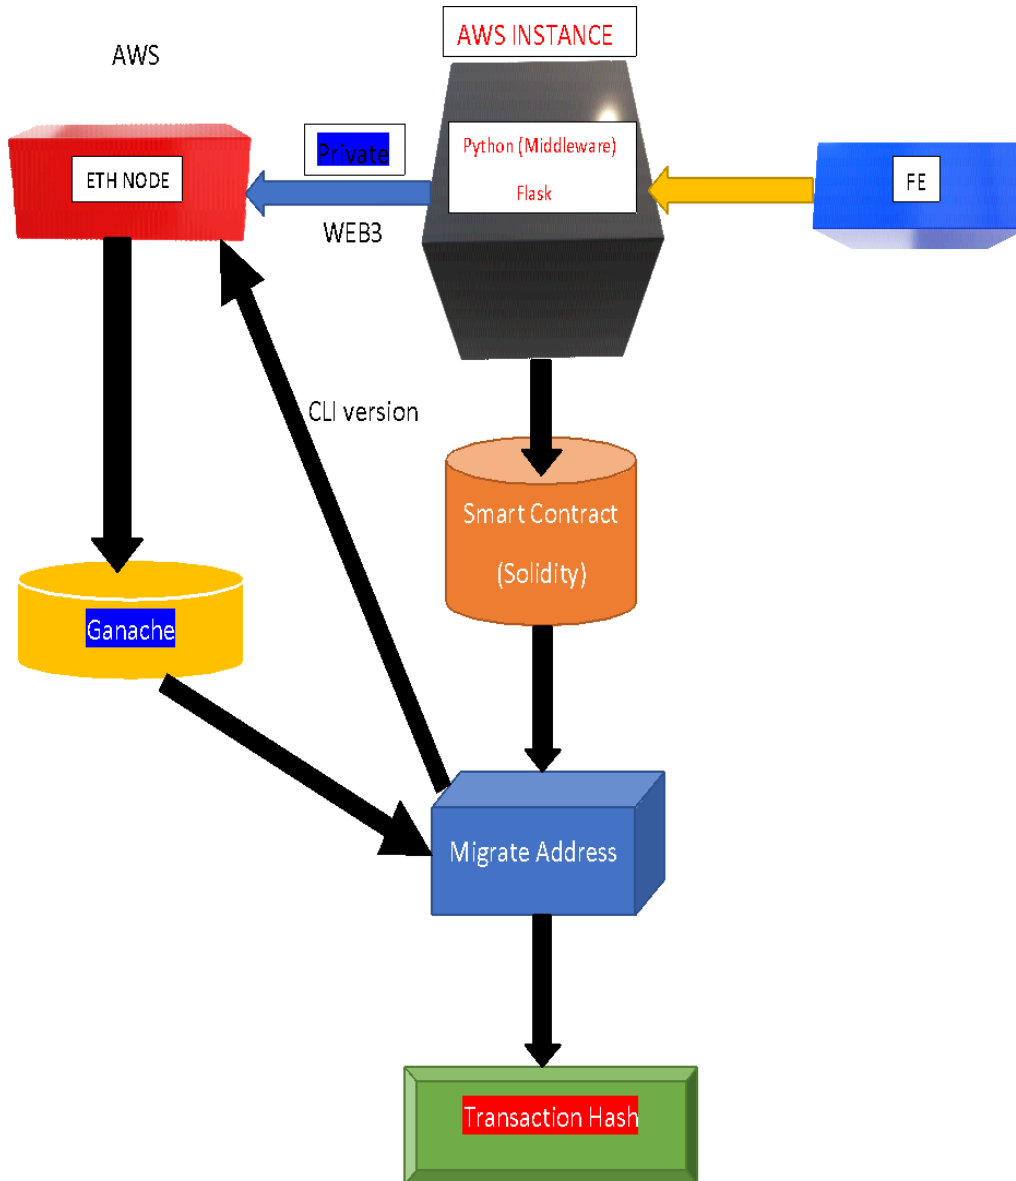 AWS INSTANCE
AWS
Private
Python (Middleware)
Flask
ETH NODE
FE
WEB3
CLI version
Smart Contract
(Solidity)
Ganache
Migrate Address
Transaction Hash